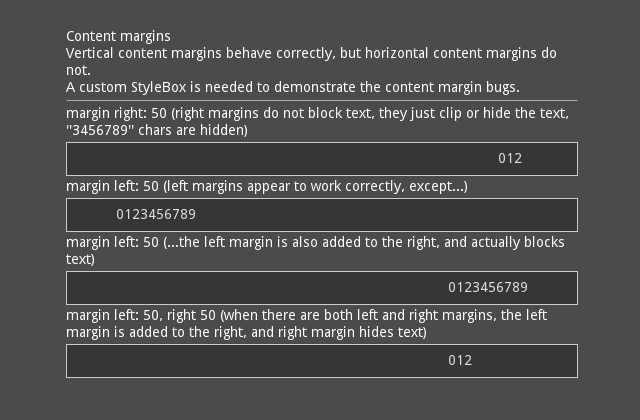 Content margins
Vertical content margins behave correctly, but horizontal content margins do
not.
A custom StyleBox is needed to demonstrate the content margin bugs.
margin right: 50 (right margins do not block text, they just clip or hide the text,
"3456789" chars are hidden)
012
margin left: 50 (left margins appear to work correctly, except...)
0123456789
margin left: 50 (...the left margin is also added to the right, and actually blocks
text)
0123456789
margin left: 50, right 50 (when there are both left and right margins, the left
margin is added to the right, and right margin hides text)
012